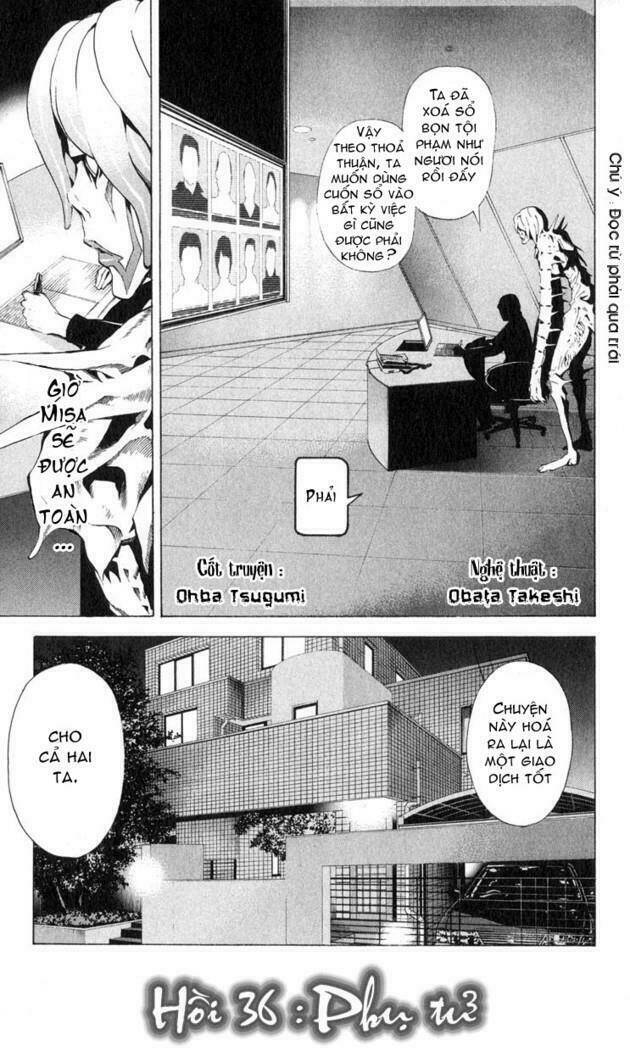 Chú ý : Đọc từ phải qua trái
TA ĐÃ
XOÁ SỔ
BỌN TỘI
PHẠM NHƯ
NGƯƠI NÓI
RỒI ĐẤY
VẬY
THEO THOẢ
THUẬN, TA
MUỐN DÙNG
CUỐN SỔ VÀO
BẤT KỲ VIỆC
GÌ CŨNG
ĐƯỢC PHẢI
KHÔNG?
PHẢI
Nghệ thuật :
Obata Takeshi
Cốt truyện :
Ohba Tsugumi
GIỜ
MISA
SẼ
ĐƯỢC
AN
TOÀN
...
CHUYỆN
NÀY HOÁ
RA LẠI LÀ
MỘT GIAO
DỊCH TỐT
CHO
CẢ HAI
TA.
Hồi 36 : Phụ tử